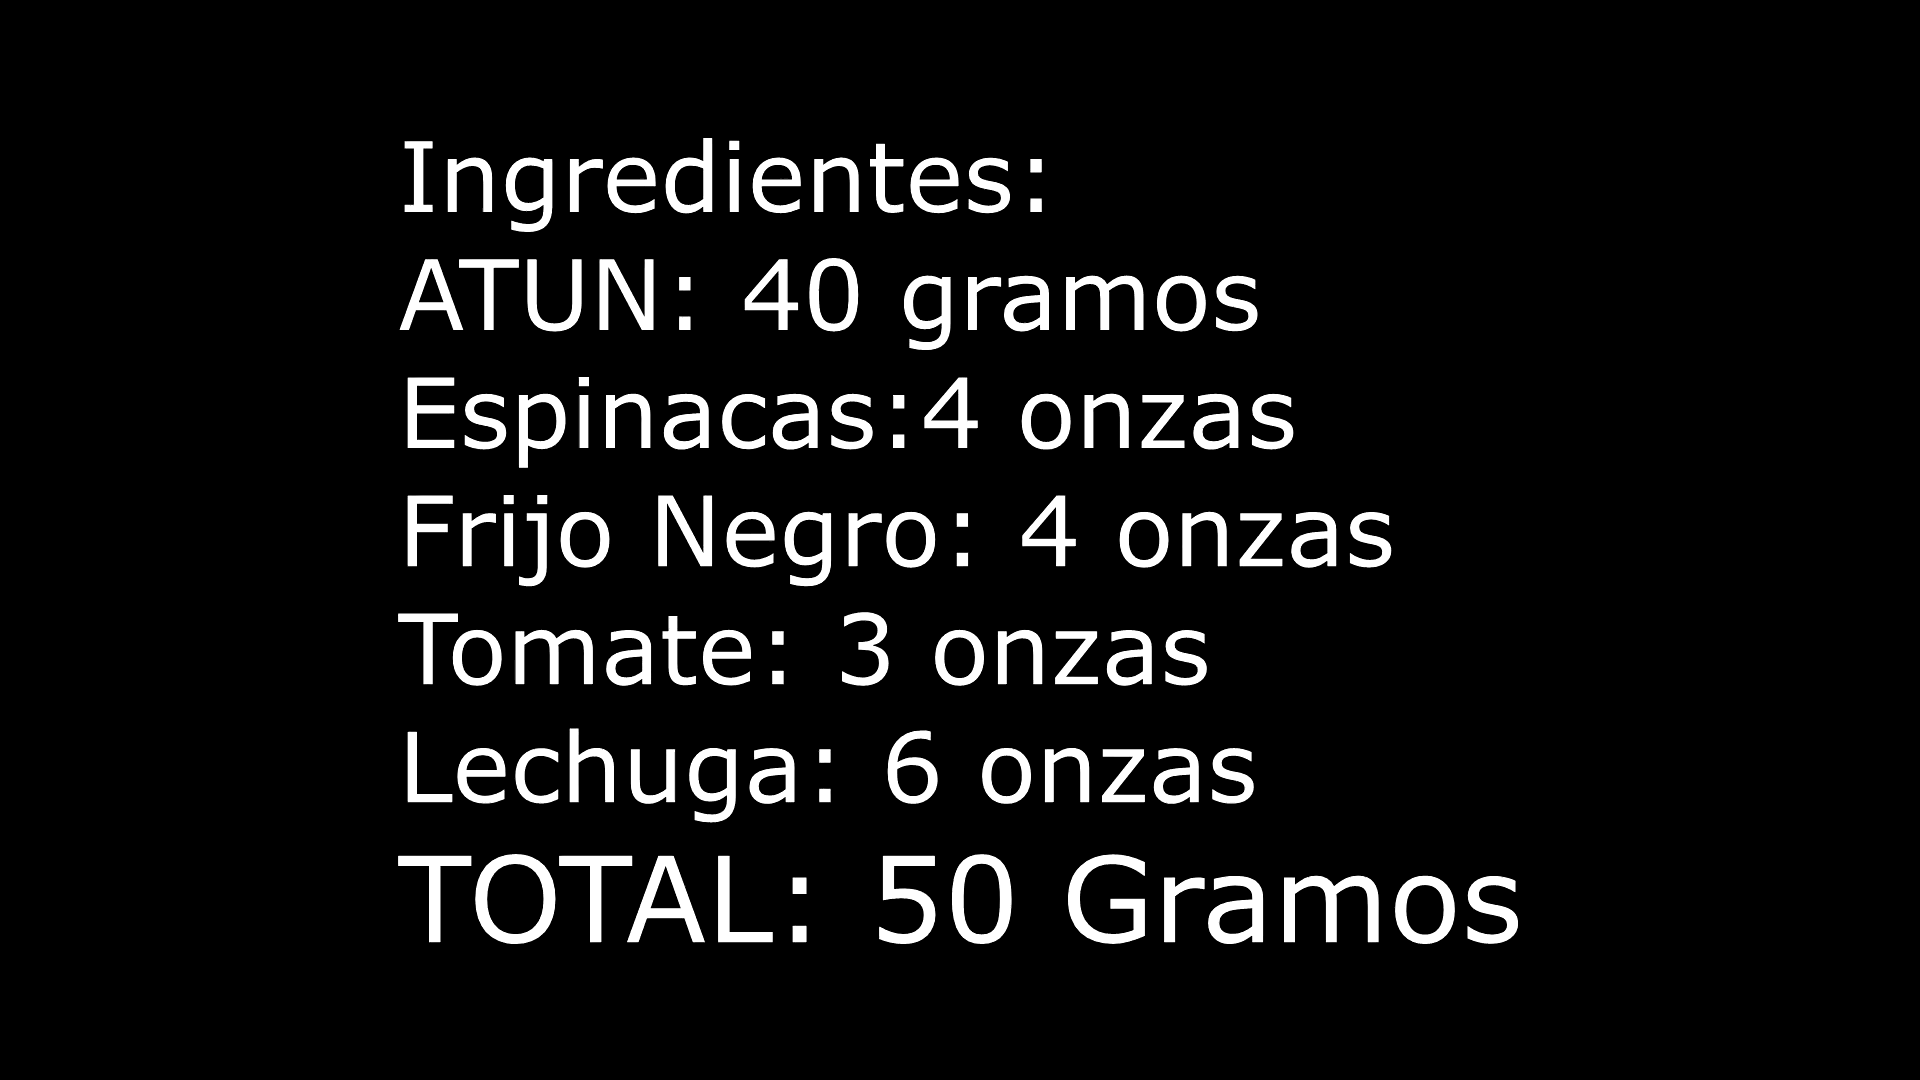 Ingredientes:
ATUN: 40 gramos
Espinacas:4 onzas
Frijo Negro: 4 onzas
Tomate: 3 onzas
Lechuga: 6 onzas
TOTAL: 50 Gramos